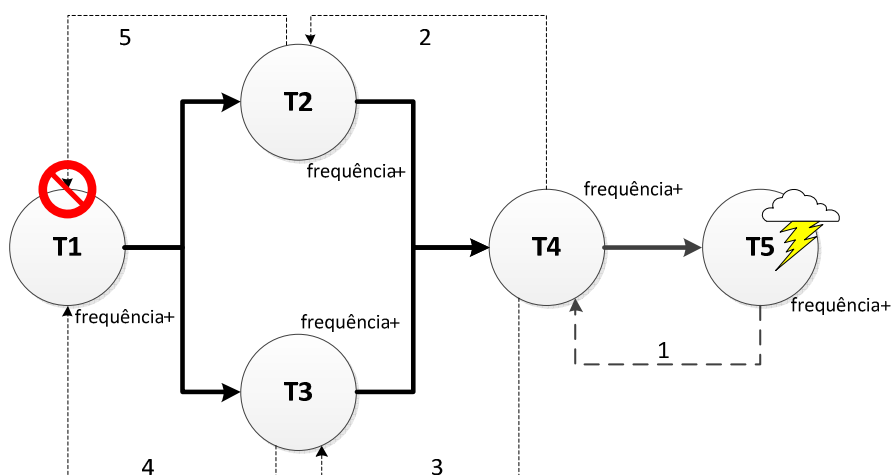 5
2
T2
frequência+
frequência+
T1
T4
T5
frequência+
frequência+
frequência+
1
T3
4
3